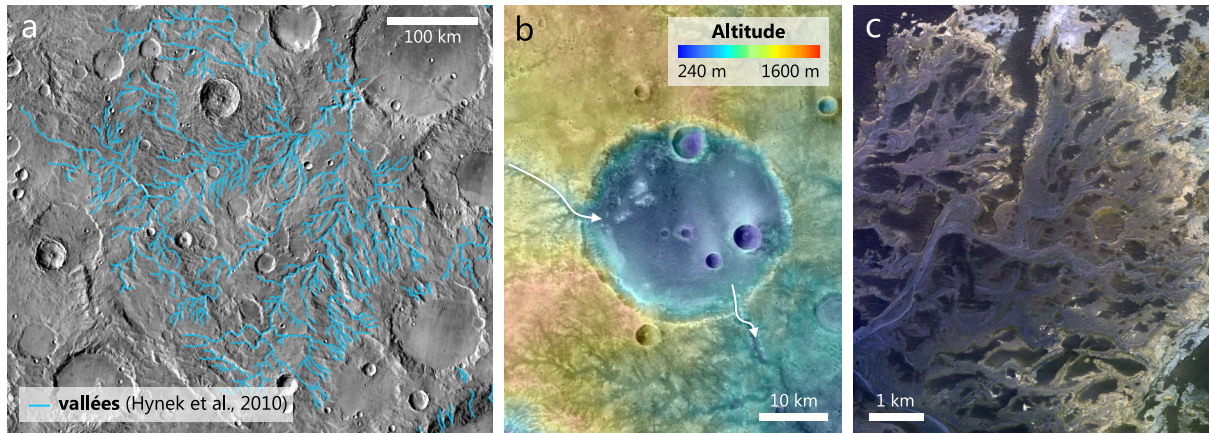 a
100 km
vallées (Hynek et al., 2010)
b
Altitude
240 m 1600 m
10 km
c
1 km